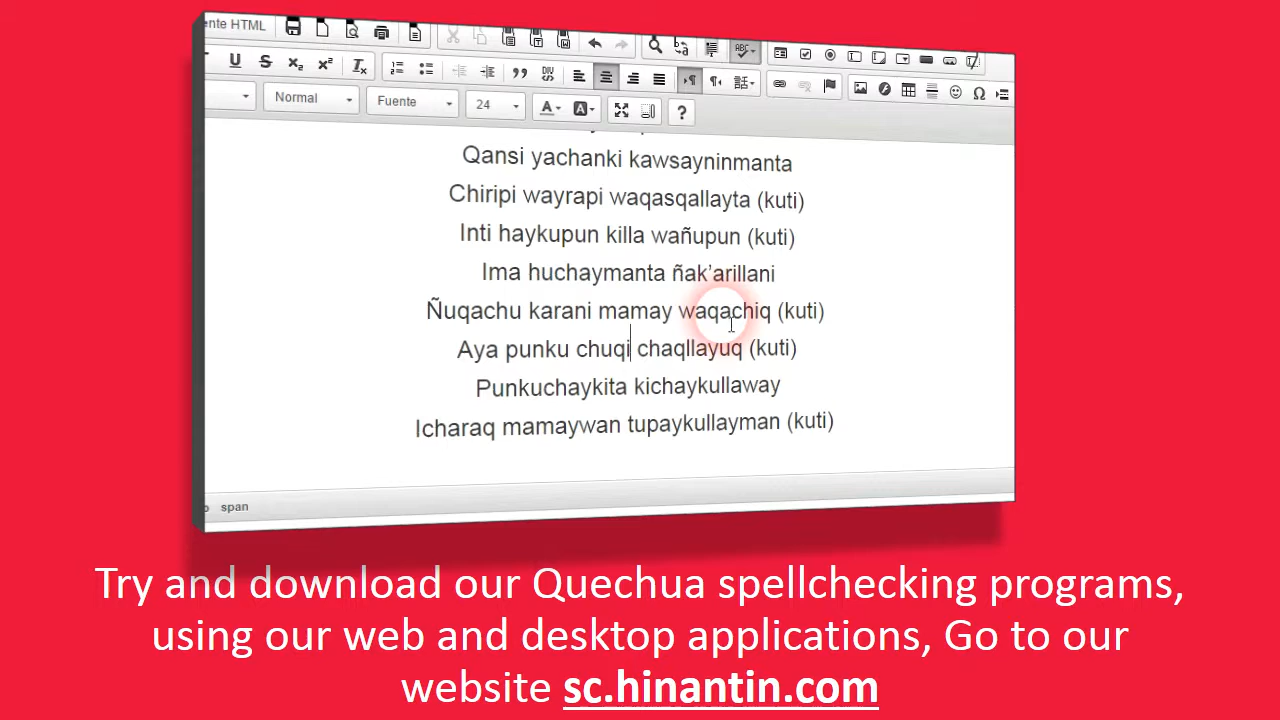 ente HTML
Normal Fuente 24
Qansi yachanki kawsayninmanta
Chiripi wayrapi waqasqallayta (kuti)
Inti haykupun killa wañupun (kuti)
Ima huchaymanta ñak’arillani
Ñuqachu karani mamay waqachiq (kuti)
Aya punku chuqi chaqllayuq (kuti)
Punkuchaykita kichaykullaway
Icharaq mamaywan tupaykullayman (kuti)
span
Try and download our Quechua spellchecking programs,
using our web and desktop applications, Go to our
website sc.hinantin.com